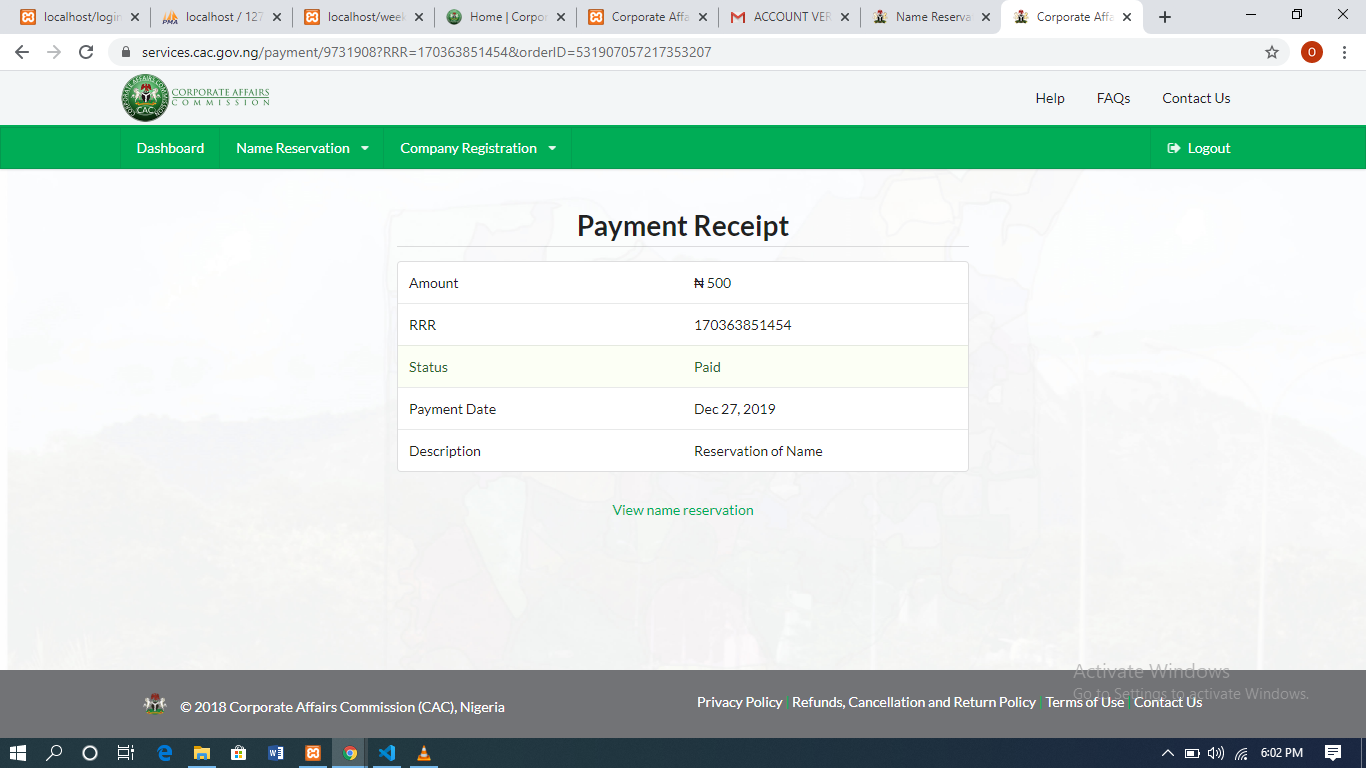 localhost/login
localhost / 127
localhost/week
Home | Corpo
Corporate Affa
ACCOUNT VER
Name Reserva
Corporate Affa
services.cac.gov.ng/payment/9731908?RRR=170363851454&orderID=531907057217353207
O
CORPORATE AFFAIRS
COMMISSION
CAC
Help FAQs Contact Us
Dashboard Name Reservation Company Registration Logout
Payment Receipt
Amount ₦ 500
RRR 170363851454
Status Paid
Payment Date Dec 27, 2019
Description Reservation of Name
View name reservation
Activate Windows
Go to Settings to activate Windows.
© 2018 Corporate Affairs Commission (CAC), Nigeria
Privacy Policy | Refunds, Cancellation and Return Policy | Terms of Use | Contact Us
6:02 PM